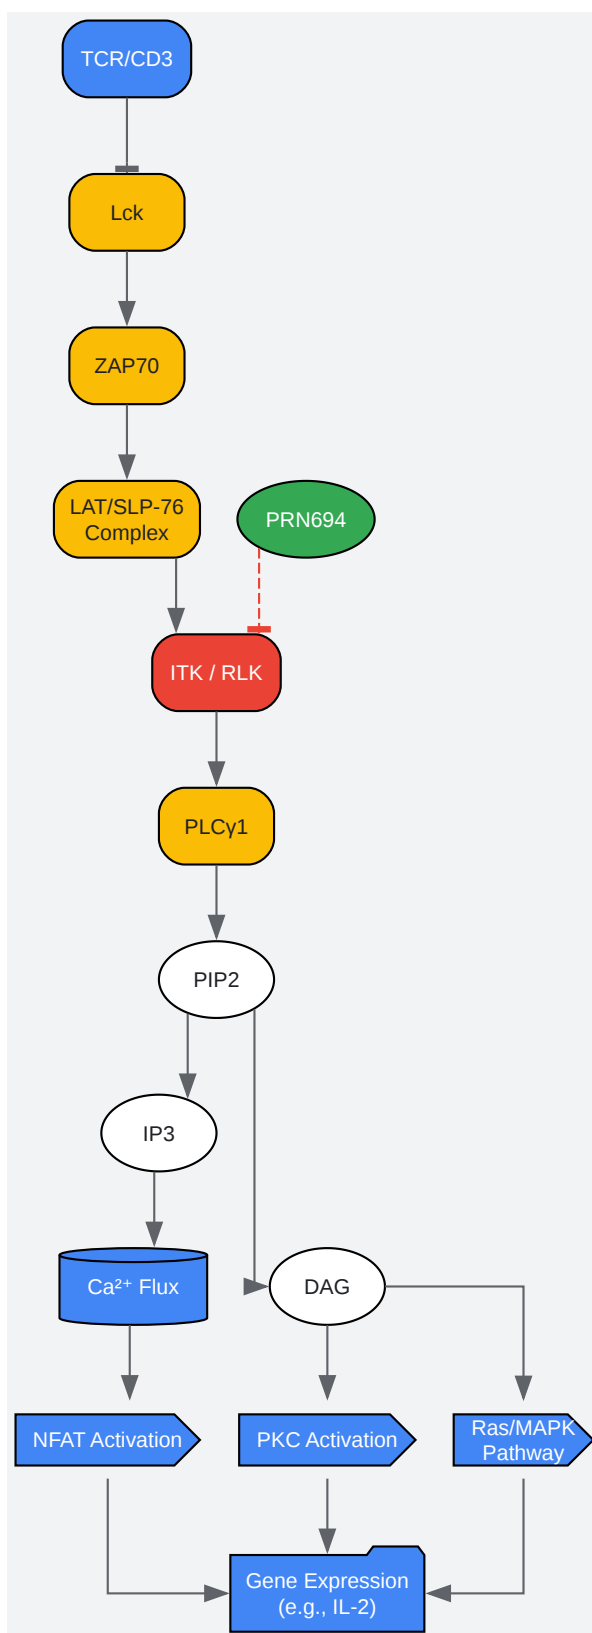 TCR/CD3
Lck
ZAP70
LAT/SLP-76
Complex
PRN694
ITK / RLK
PLCγ1
PIP2
IP3
Ca²⁺ Flux
DAG
NFAT Activation
PKC Activation
Ras/MAPK
Pathway
Gene Expression
(e.g., IL-2)